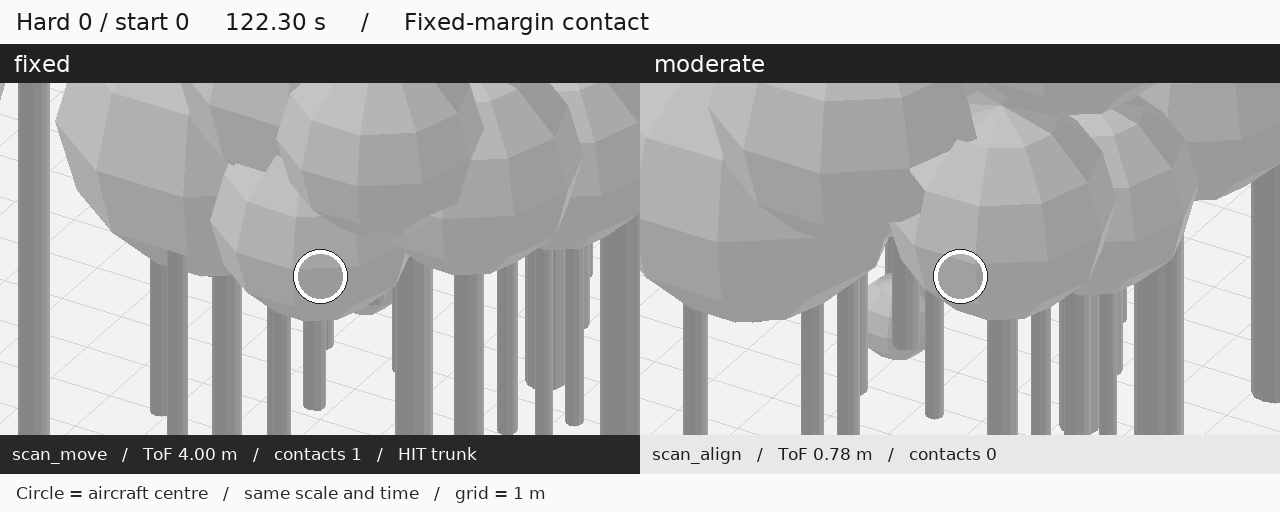 Hard 0 / start 0     122.30 s     /     Fixed-margin contact
fixed
moderate
scan_move   /   ToF 4.00 m   /   contacts 1   /   HIT trunk
scan_align   /   ToF 0.78 m   /   contacts 0
Circle = aircraft centre   /   same scale and time   /   grid = 1 m